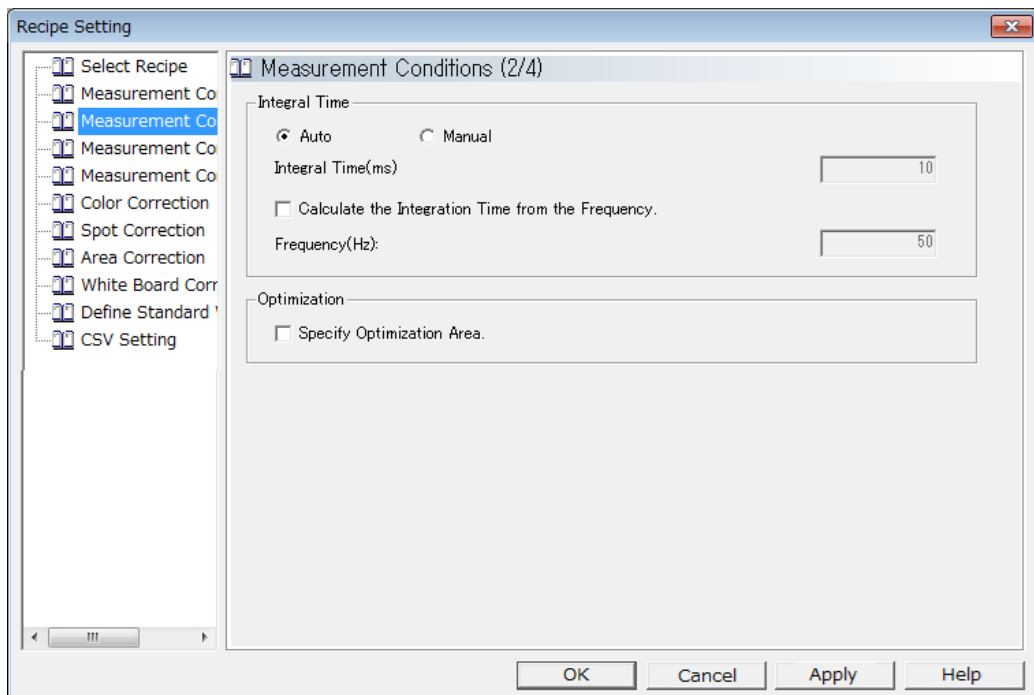 Recipe Setting
Select Recipe
Measurement Co
Measurement Co
Measurement Co
Measurement Co
Color Correction
Spot Correction
Area Correction
White Board Corr
Define Standard
CSV Setting
Measurement Conditions (2/4)
Integral Time
Auto Manual
Integral Time(ms) 10
Calculate the Integration Time from the Frequency.
Frequency(Hz): 50
Optimization
Specify Optimization Area.
OK Cancel Apply Help